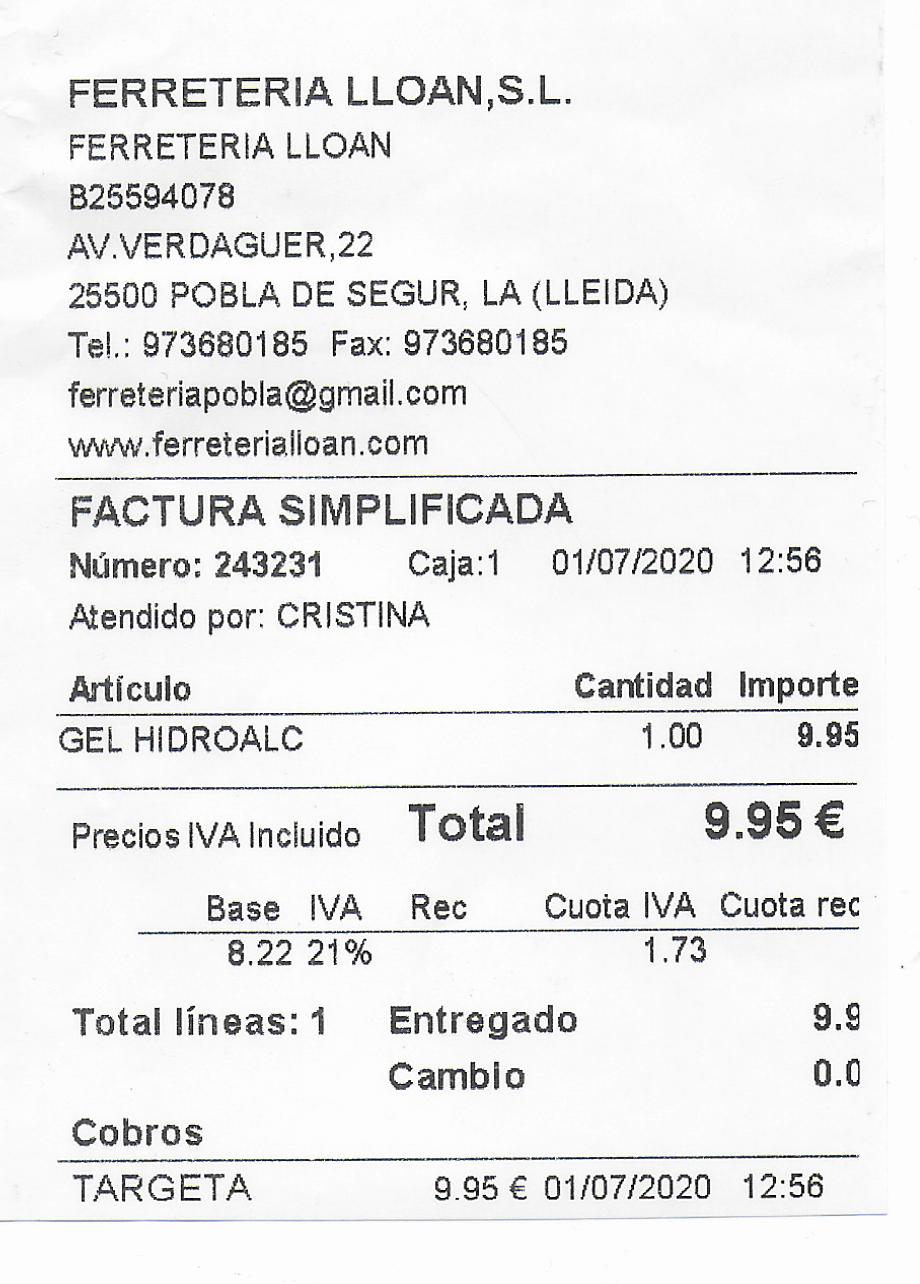 FERRETERIA LLOAN,S.L.
FERRETERIA LLOAN
B25594078
AV.VERDAGUER,22
25500 POBLA DE SEGUR, LA (LLEIDA)
Tel.: 973680185 Fax: 973680185
ferreteriapobla@gmail.com
www.ferreterialloan.com
FACTURA SIMPLIFICADA
Número: 243231 Caja:1 01/07/2020 12:56
Atendido por: CRISTINA
Artículo Cantidad Importe
GEL HIDROALC 1.00 9.95
Precios IVA Incluido Total 9.95 €
Base IVA Rec Cuota IVA Cuota rec
8.22 21% 1.73
Total líneas: 1 Entregado 9.9
Cambio 0.0
Cobros
TARGETA 9.95 € 01/07/2020 12:56